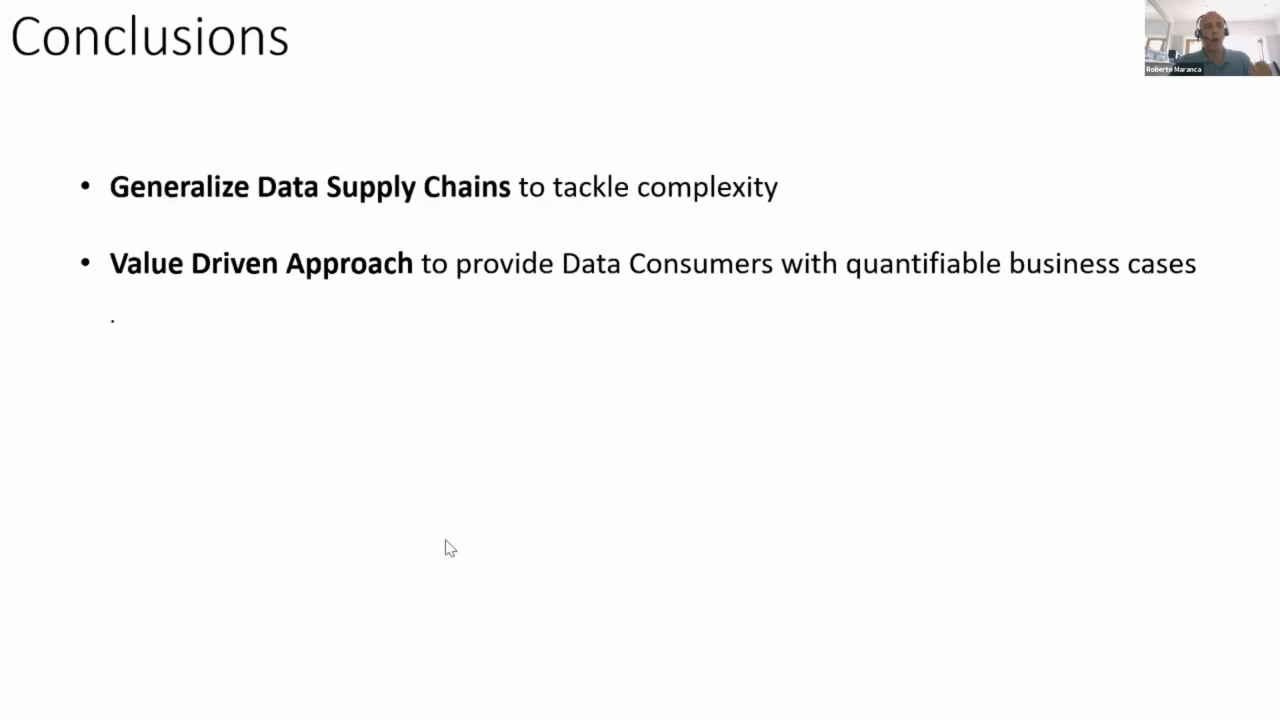 Conclusions
Roberto Maranca
• Generalize Data Supply Chains to tackle complexity
• Value Driven Approach to provide Data Consumers with quantifiable business cases
.